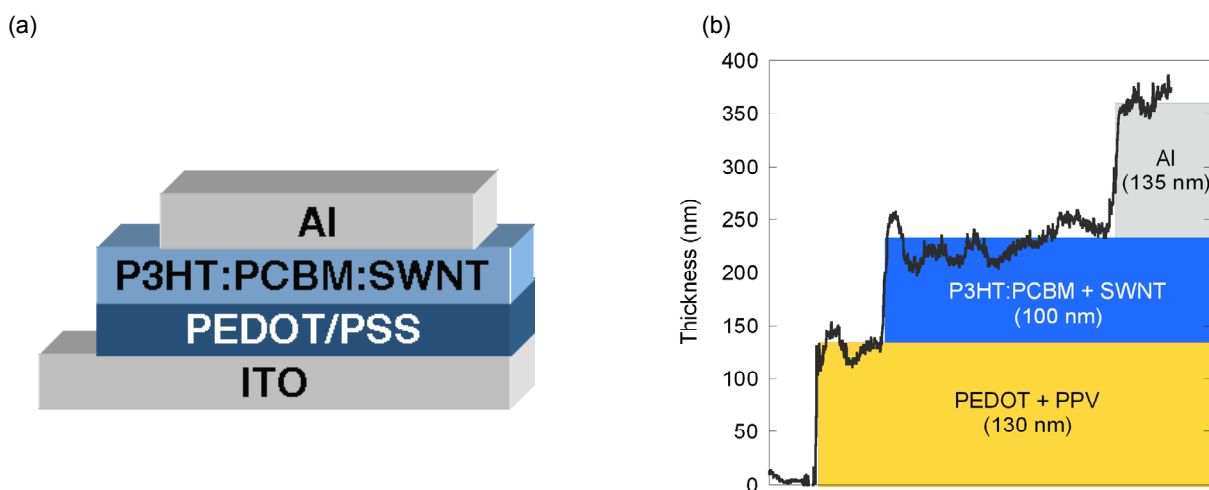 (a)
Al
P3HT:PCBM:SWNT
PEDOT/PSS
ITO
(b)
Thickness (nm)
400
350
300
250
200
150
100
50
0
Al
(135 nm)
P3HT:PCBM + SWNT
(100 nm)
PEDOT + PPV
(130 nm)